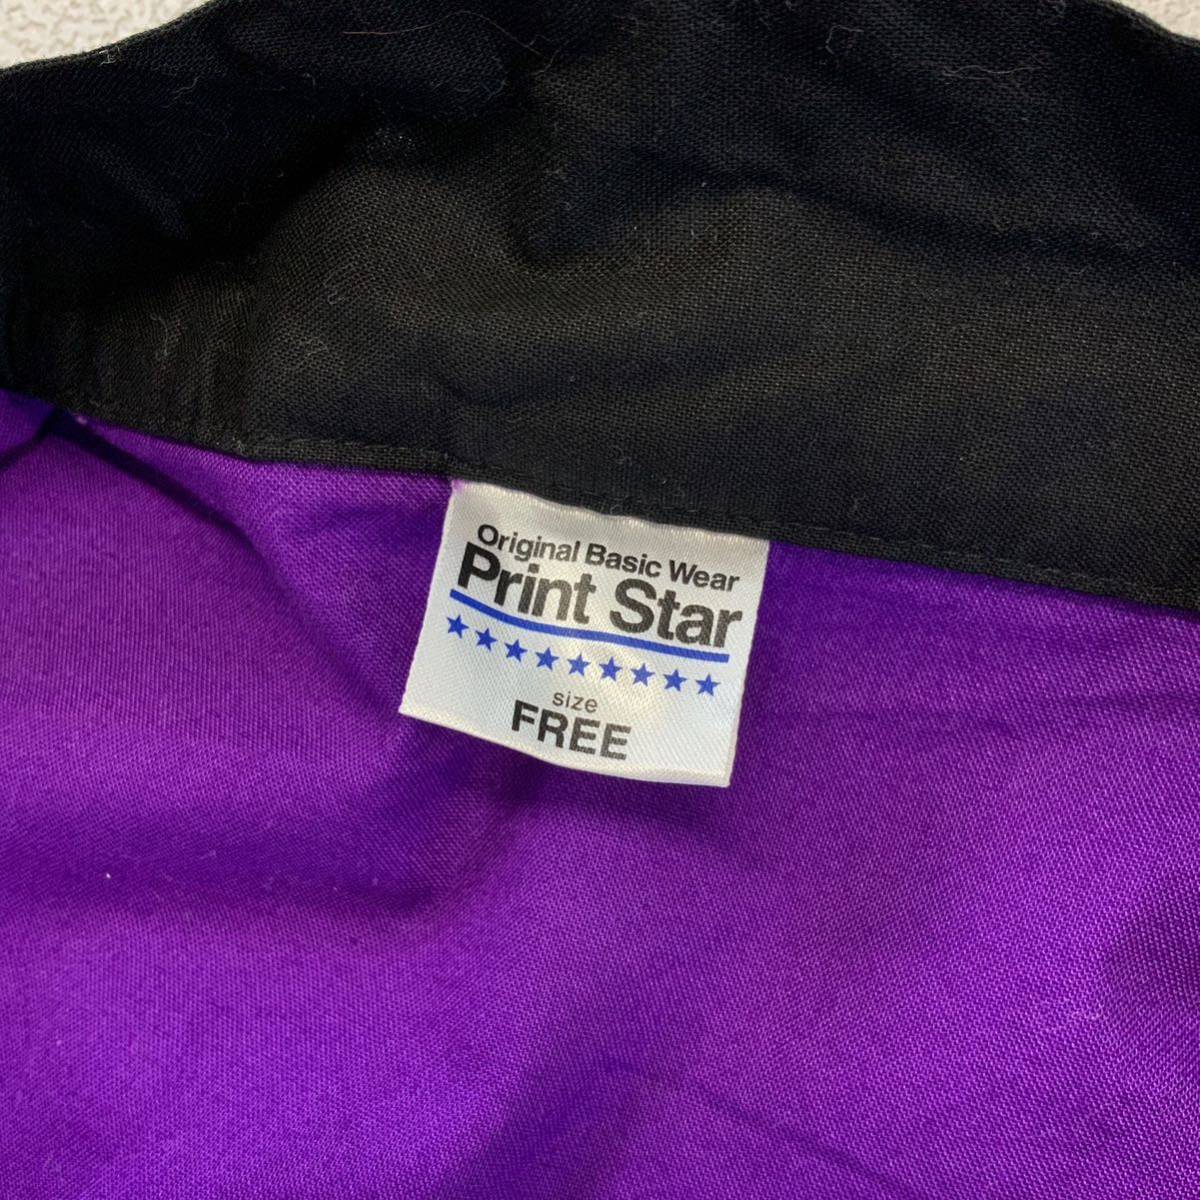 Original Basic Wear
Print Star
size
FREE